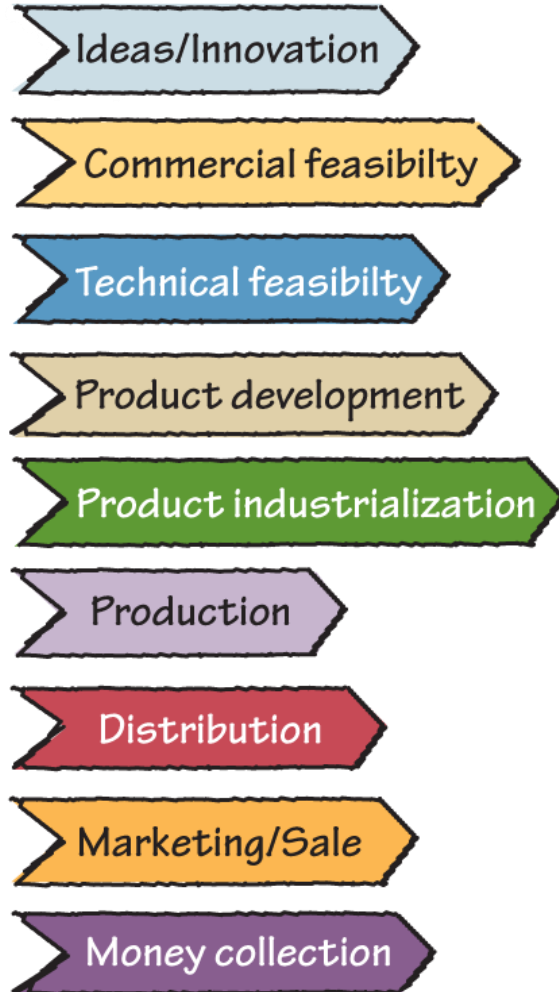 Ideas/Innovation
Commercial feasibilty
Technical feasibilty
Product development
Product industrialization
Production
Distribution
Marketing/Sale
Money collection